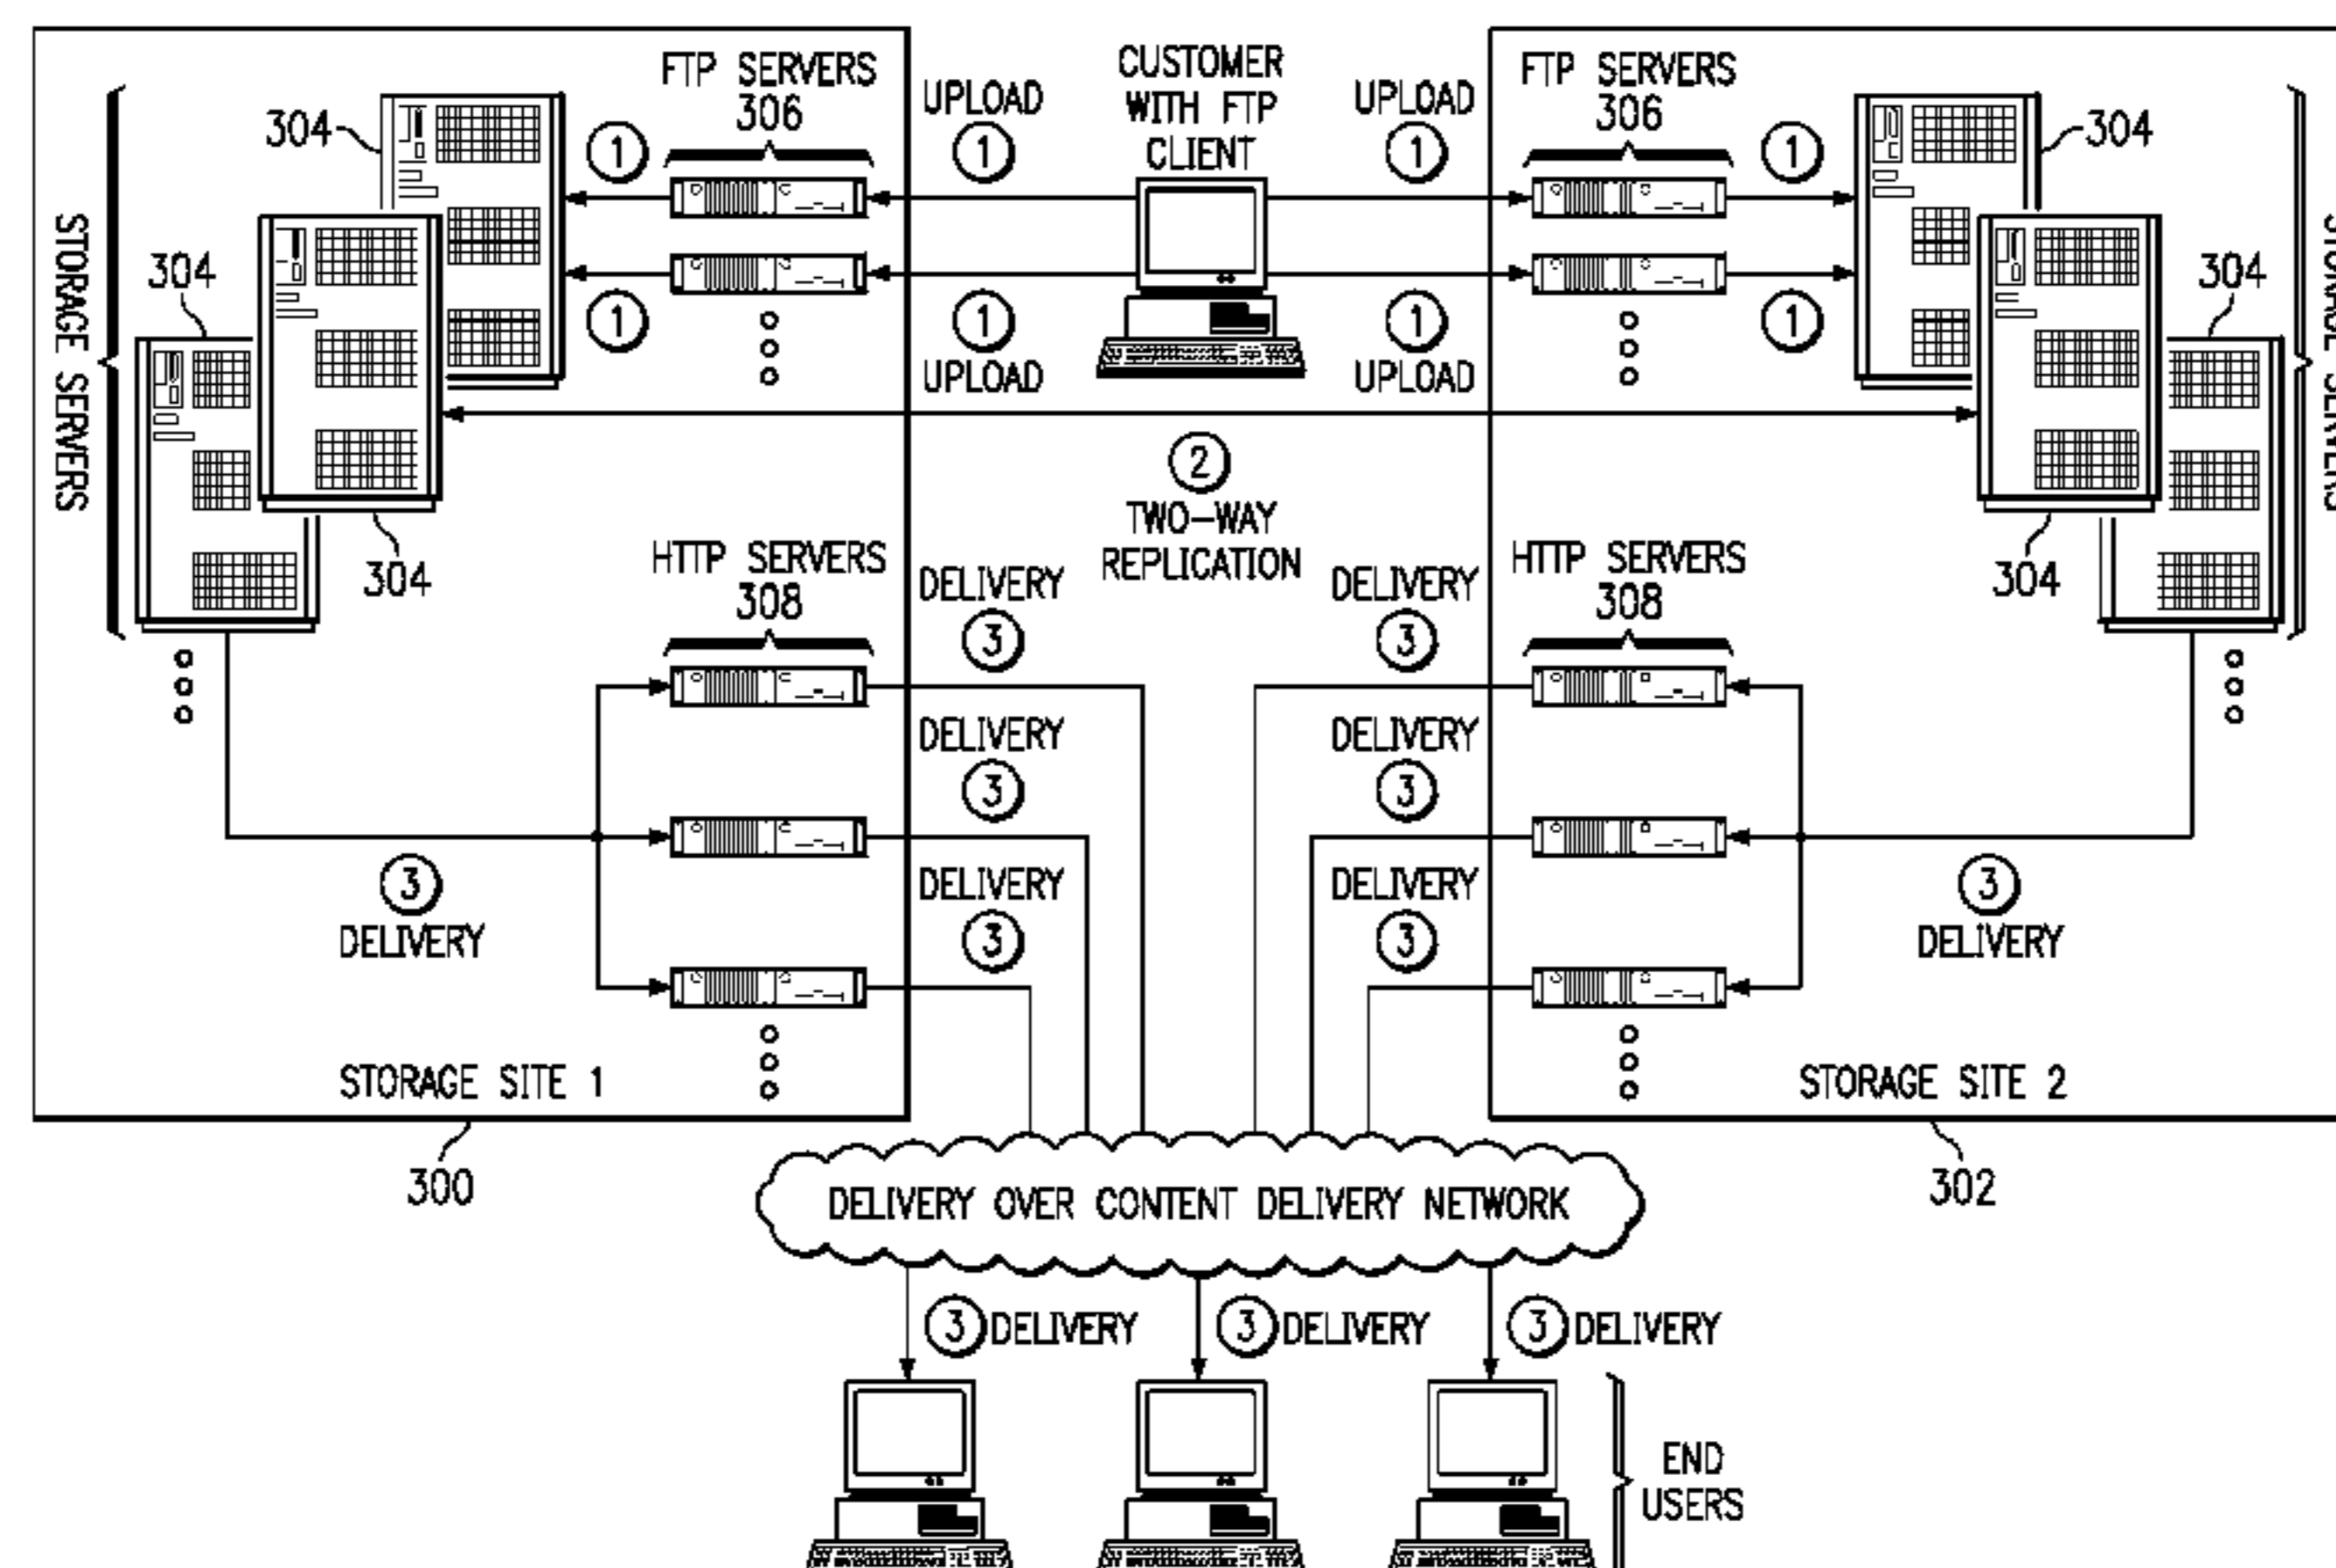 FTP SERVERS
306
UPLOAD
1
CUSTOMER
WITH FTP
CLIENT
UPLOAD
1
FTP SERVERS
306
304
1
1
304
STORAGE SERVERS
304
1
1
UPLOAD
1
UPLOAD
1
304
STORAGE SERVERS
2
TWO-WAY
REPLICATION
304
HTTP SERVERS
308
DELIVERY
3
DELIVERY
3
HTTP SERVERS
308
304
DELIVERY
3
DELIVERY
3
3
DELIVERY
DELIVERY
3
DELIVERY
3
3
DELIVERY
STORAGE SITE 1
STORAGE SITE 2
300
302
DELIVERY OVER CONTENT DELIVERY NETWORK
3 DELIVERY
3 DELIVERY
3 DELIVERY
END
USERS